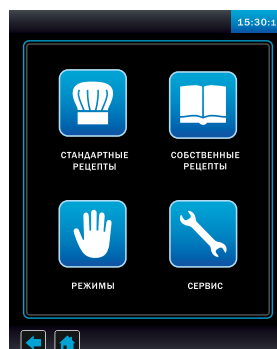 15:30:1
СТАНДАРТНЫЕ
РЕЦЕПТЫ
СОБСТВЕННЫЕ
РЕЦЕПТЫ
РЕЖИМЫ
СЕРВИС